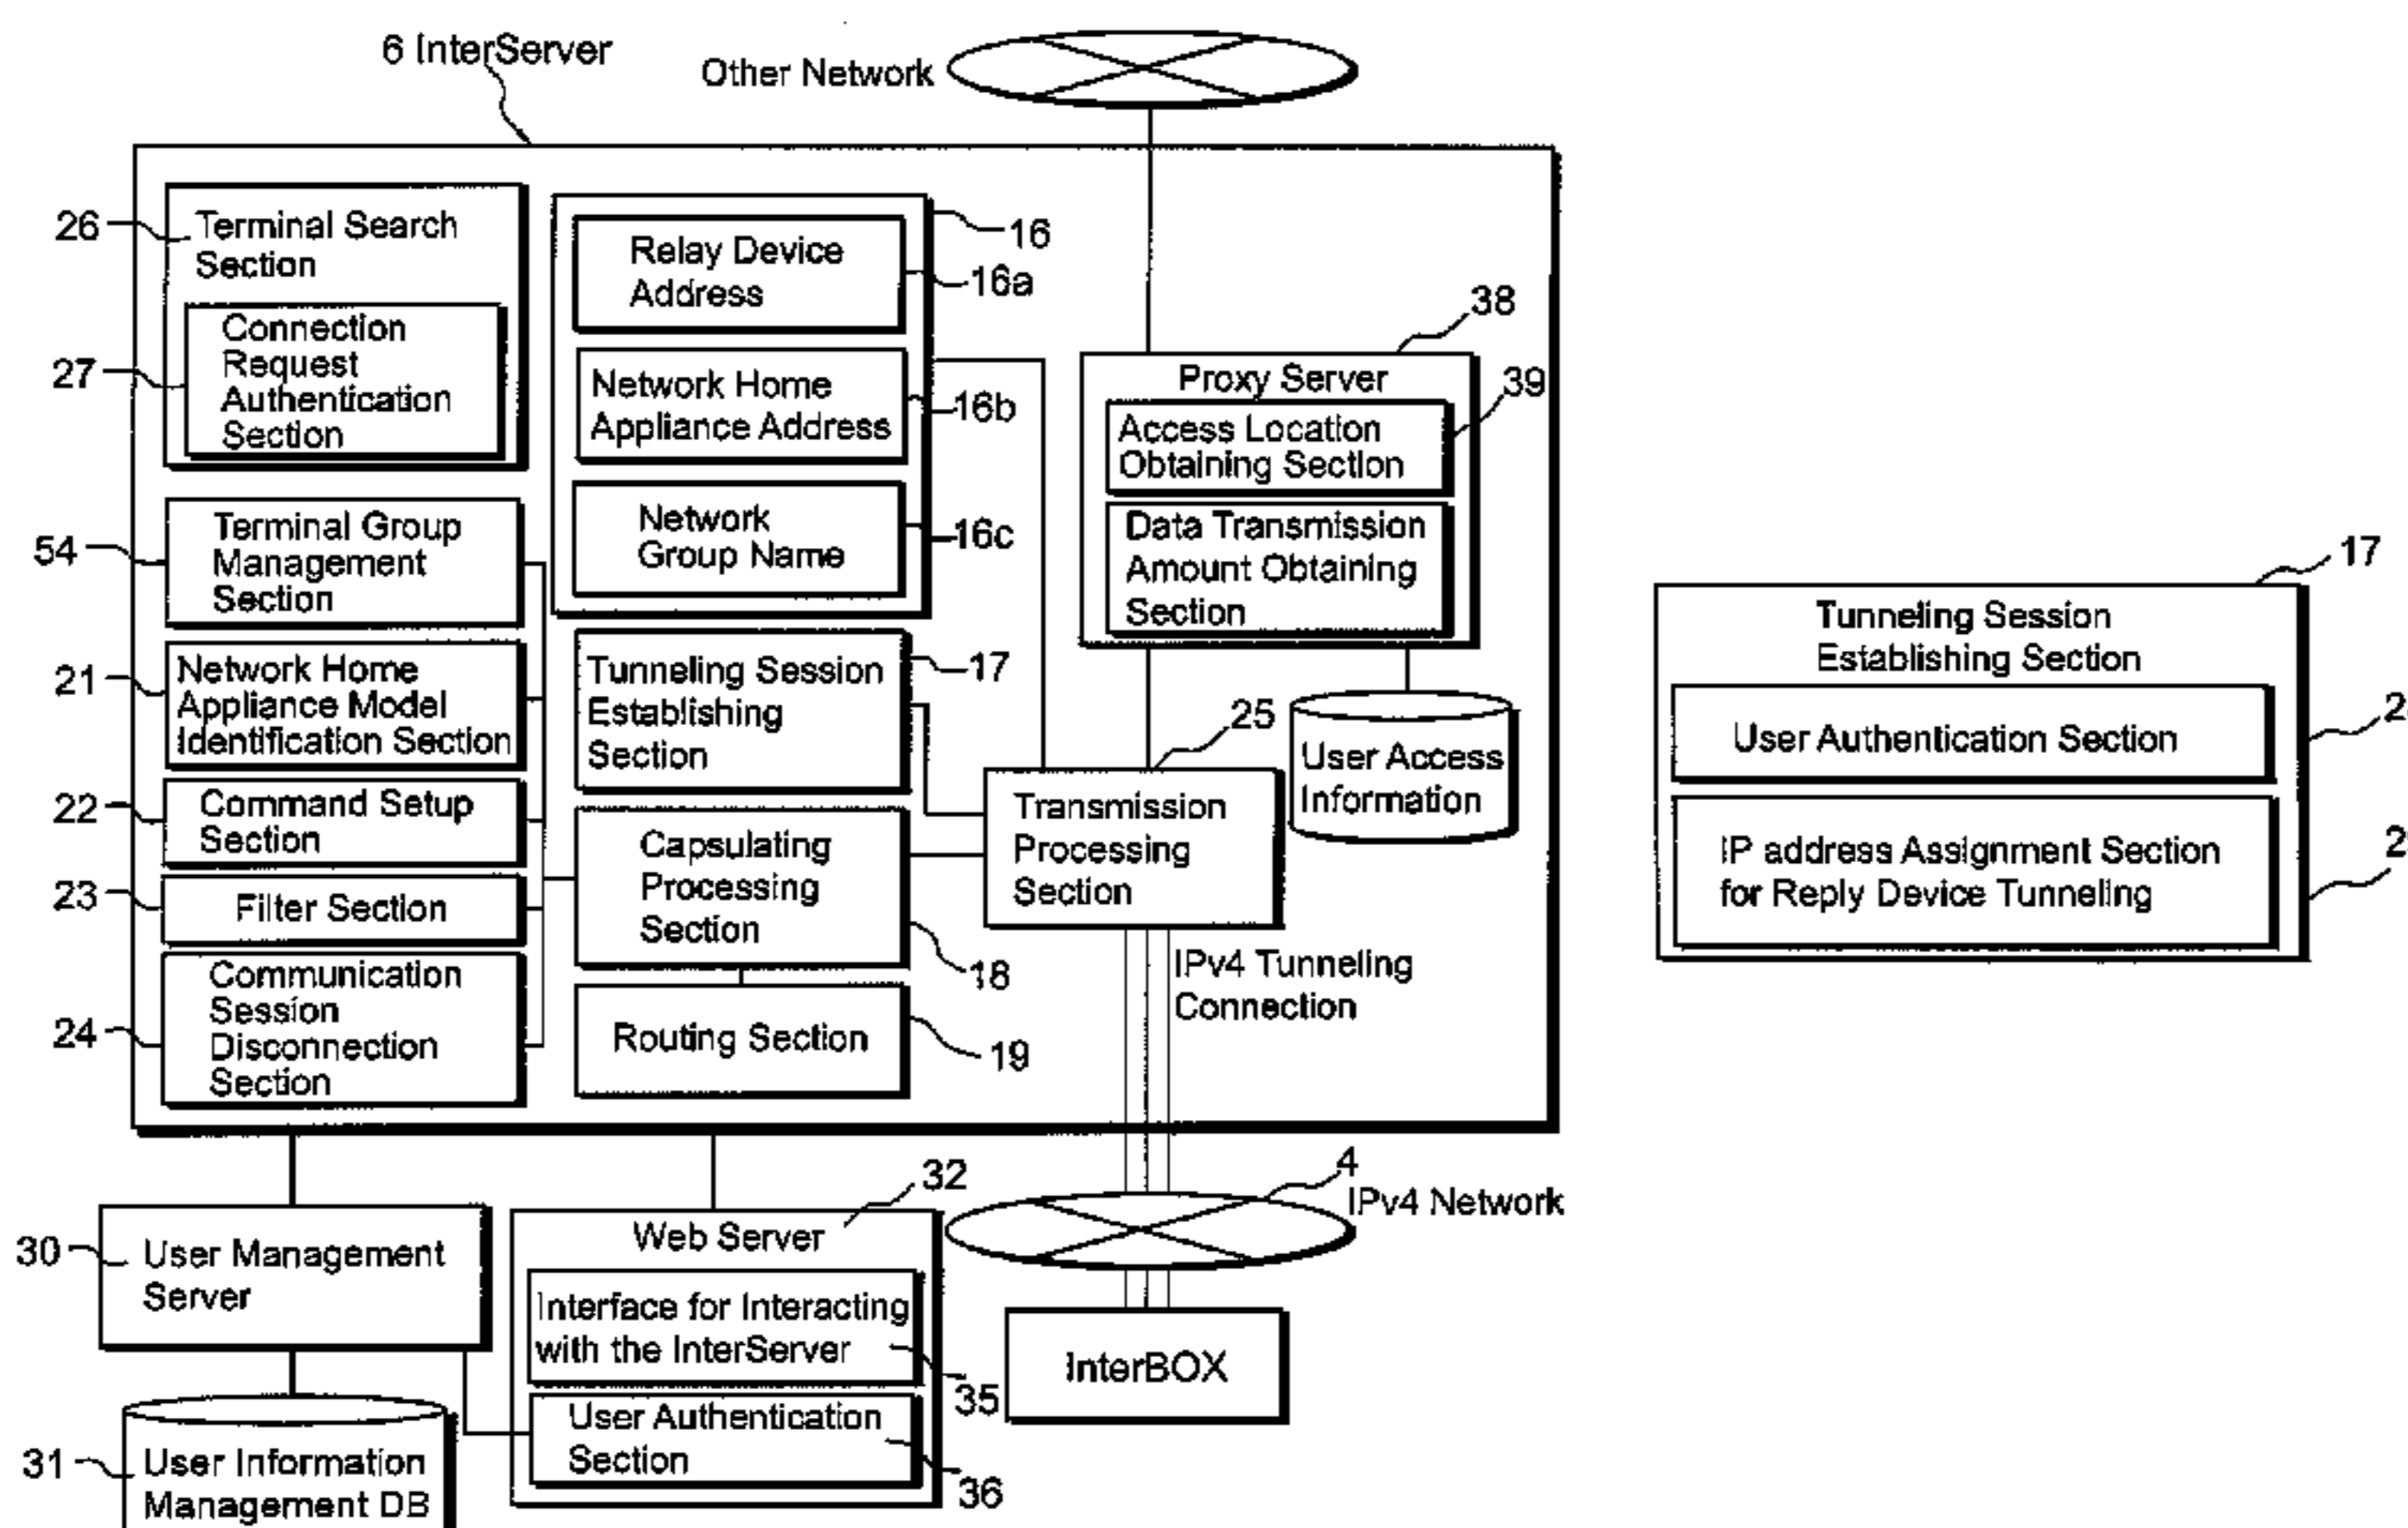 6 InterServer
Other Network
26
Terminal Search
Section
27
Connection
Request
Authentication
Section
16
Relay Device
Address
16a
Network Home
Appliance Address
16b
Network
Group Name
16c
38
Proxy Server
39
Access Location
Obtaining Section
Data Transmission
Amount Obtaining
Section
54
Terminal Group
Management
Section
21
Network Home
Appliance Model
Identification Section
22
Command Setup
Section
23
Filter Section
24
Communication
Session
Disconnection
Section
17
Tunneling Session
Establishing
Section
Capsulating
Processing
Section
18
Routing Section
19
25
Transmission
Processing
Section
User Access
Information
IPv4 Tunneling
Connection
4
IPv4 Network
InterBOX
30
User Management
Server
31
User Information
Management DB
32
Web Server
Interface for Interacting
with the InterServer
35
User Authentication
Section
36
17
Tunneling Session
Establishing Section
User Authentication Section
IP address Assignment Section
for Reply Device Tunneling